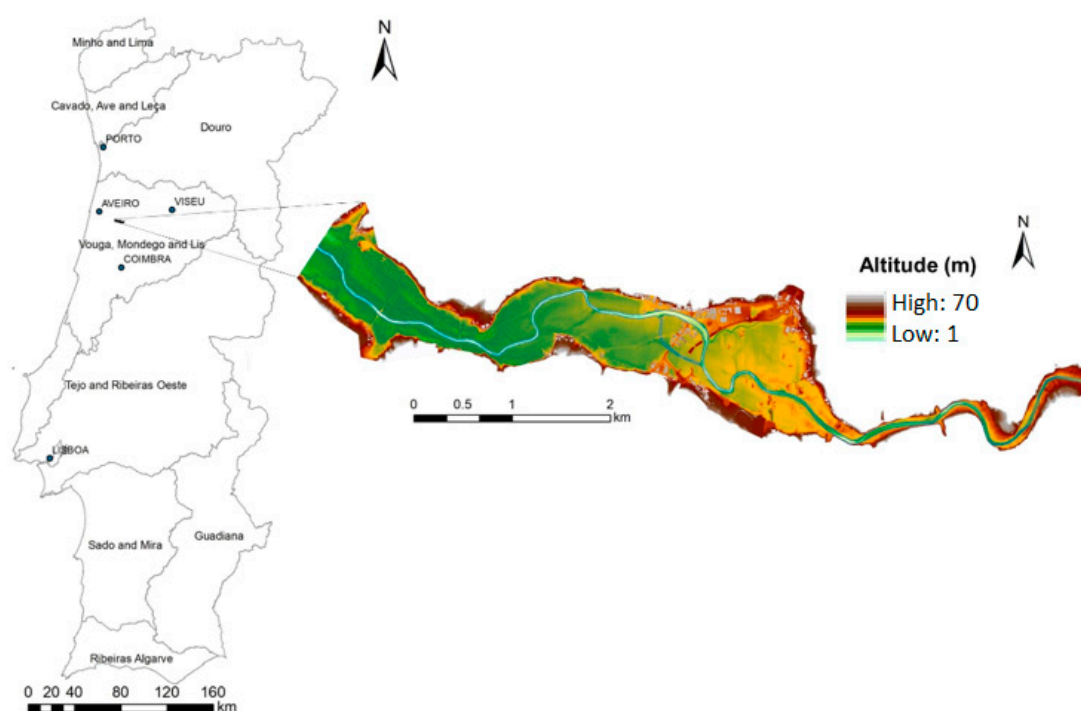 N
Minho and Lima
Cavado, Ave and Leça
Douro
PORTO
AVEIRO
VISEU
Vouga, Mondego and Lis
COIMBRA
Tejo and Ribeiras Oeste
LISBOA
Sado and Mira
Guadiana
Ribeiras Algarve
0 20 40 80 120 160
km
N
Altitude (m)
High: 70
Low: 1
0 0.5 1 2
km